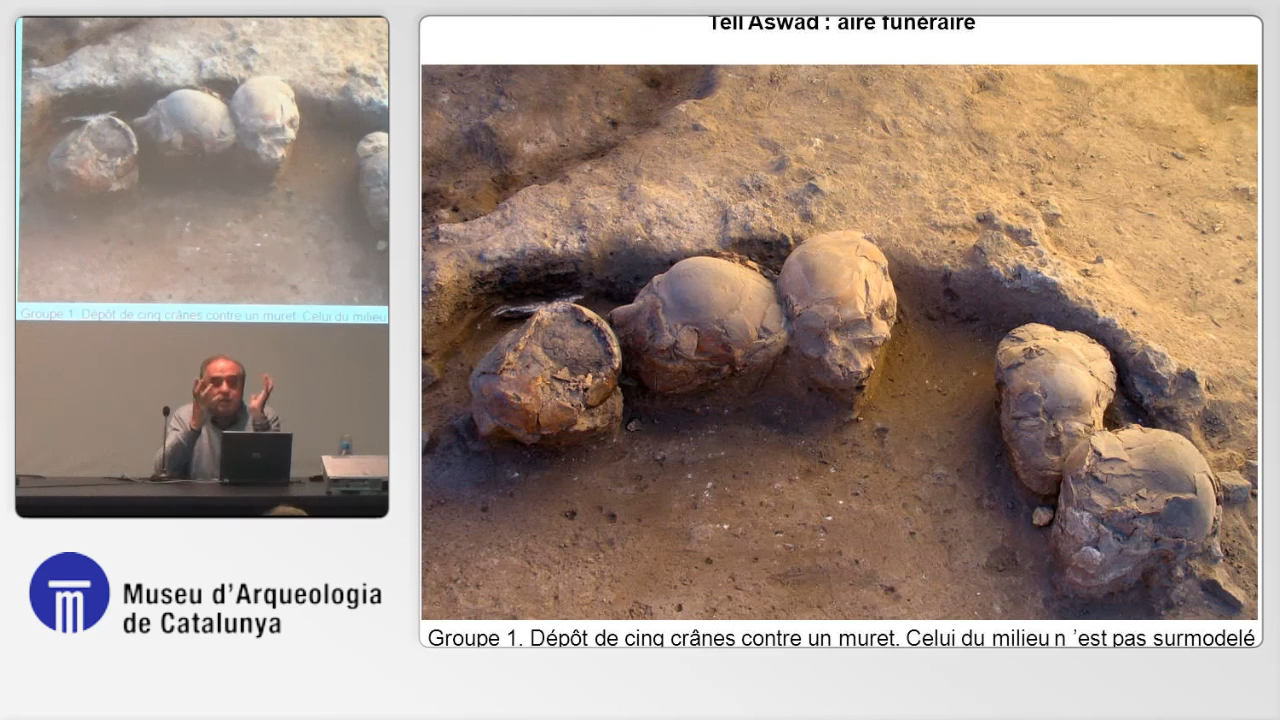 Tell Aswad : aire funéraire
Groupe 1. Dépôt de cinq crânes contre un muret. Celui du milieu
Museu d'Arqueologia
de Catalunya
Groupe 1. Dépôt de cinq crânes contre un muret. Celui du milieu n 'est pas surmodelé